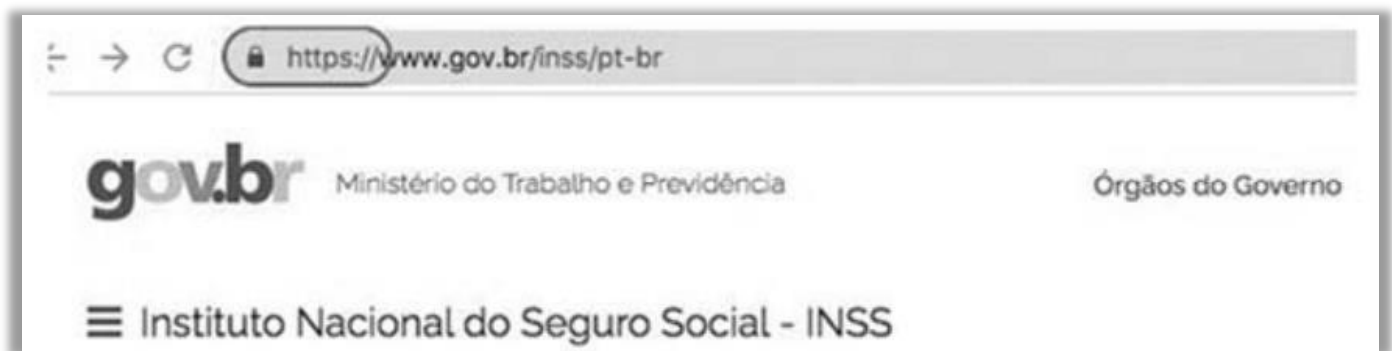 https://www.gov.br/inss/pt-br
gov.br Ministério do Trabalho e Previdência Órgãos do Governo
Instituto Nacional do Seguro Social - INSS